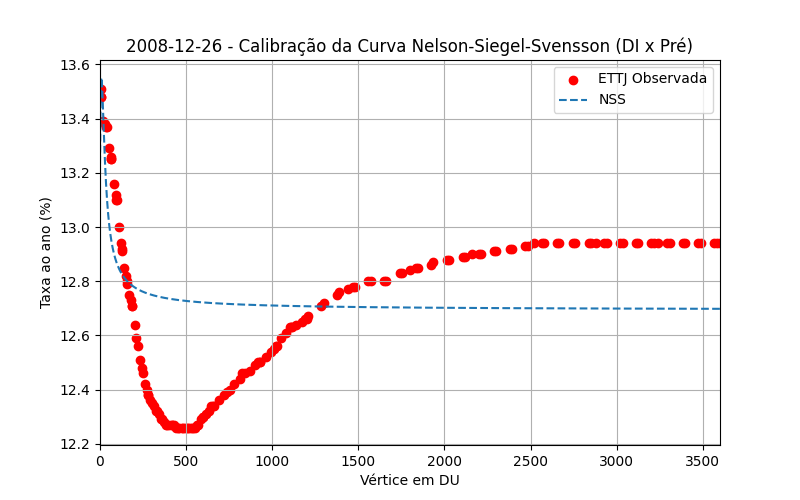 2008-12-26 - Calibração da Curva Nelson-Siegel-Svensson (DI x Pré)
ETTJ Observada
NSS
Taxa ao ano (%)
13.6
13.4
13.2
13.0
12.8
12.6
12.4
12.2
0 500 1000 1500 2000 2500 3000 3500
Vértice em DU